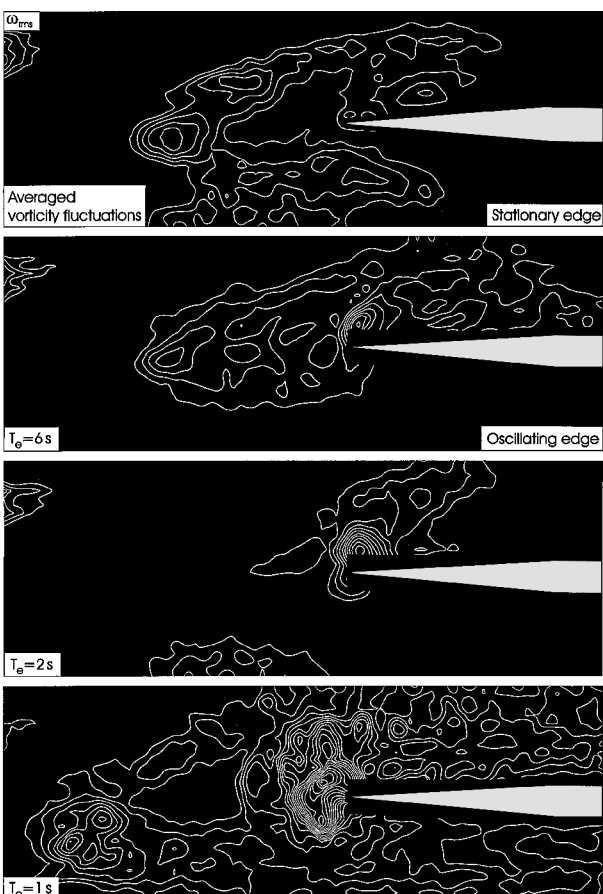 ω_rms
Averaged
vorticity fluctuations
Stationary edge
T_e=6s
Oscillating edge
T_e=2s
T_e=1s